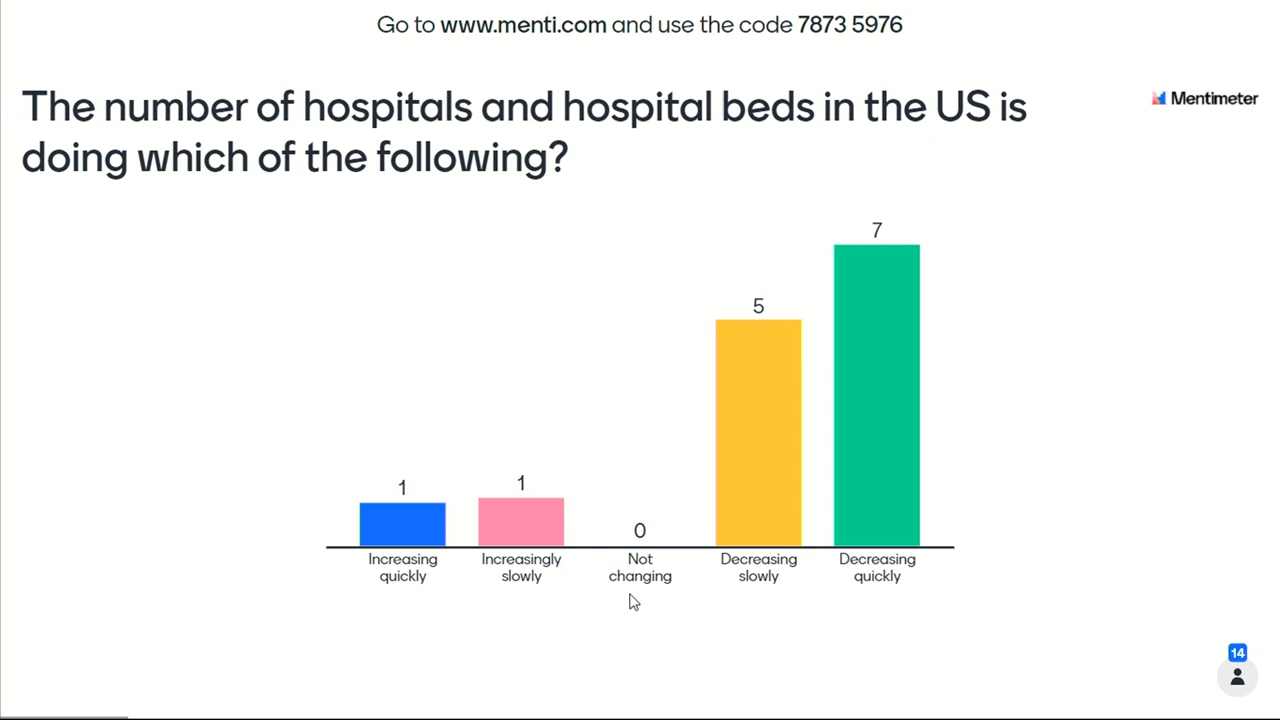 Go to www.menti.com and use the code 7873 5976
The number of hospitals and hospital beds in the US is
doing which of the following?
Mentimeter
1
1
0
5
7
Increasing
quickly
Increasingly
slowly
Not
changing
Decreasing
slowly
Decreasing
quickly
14